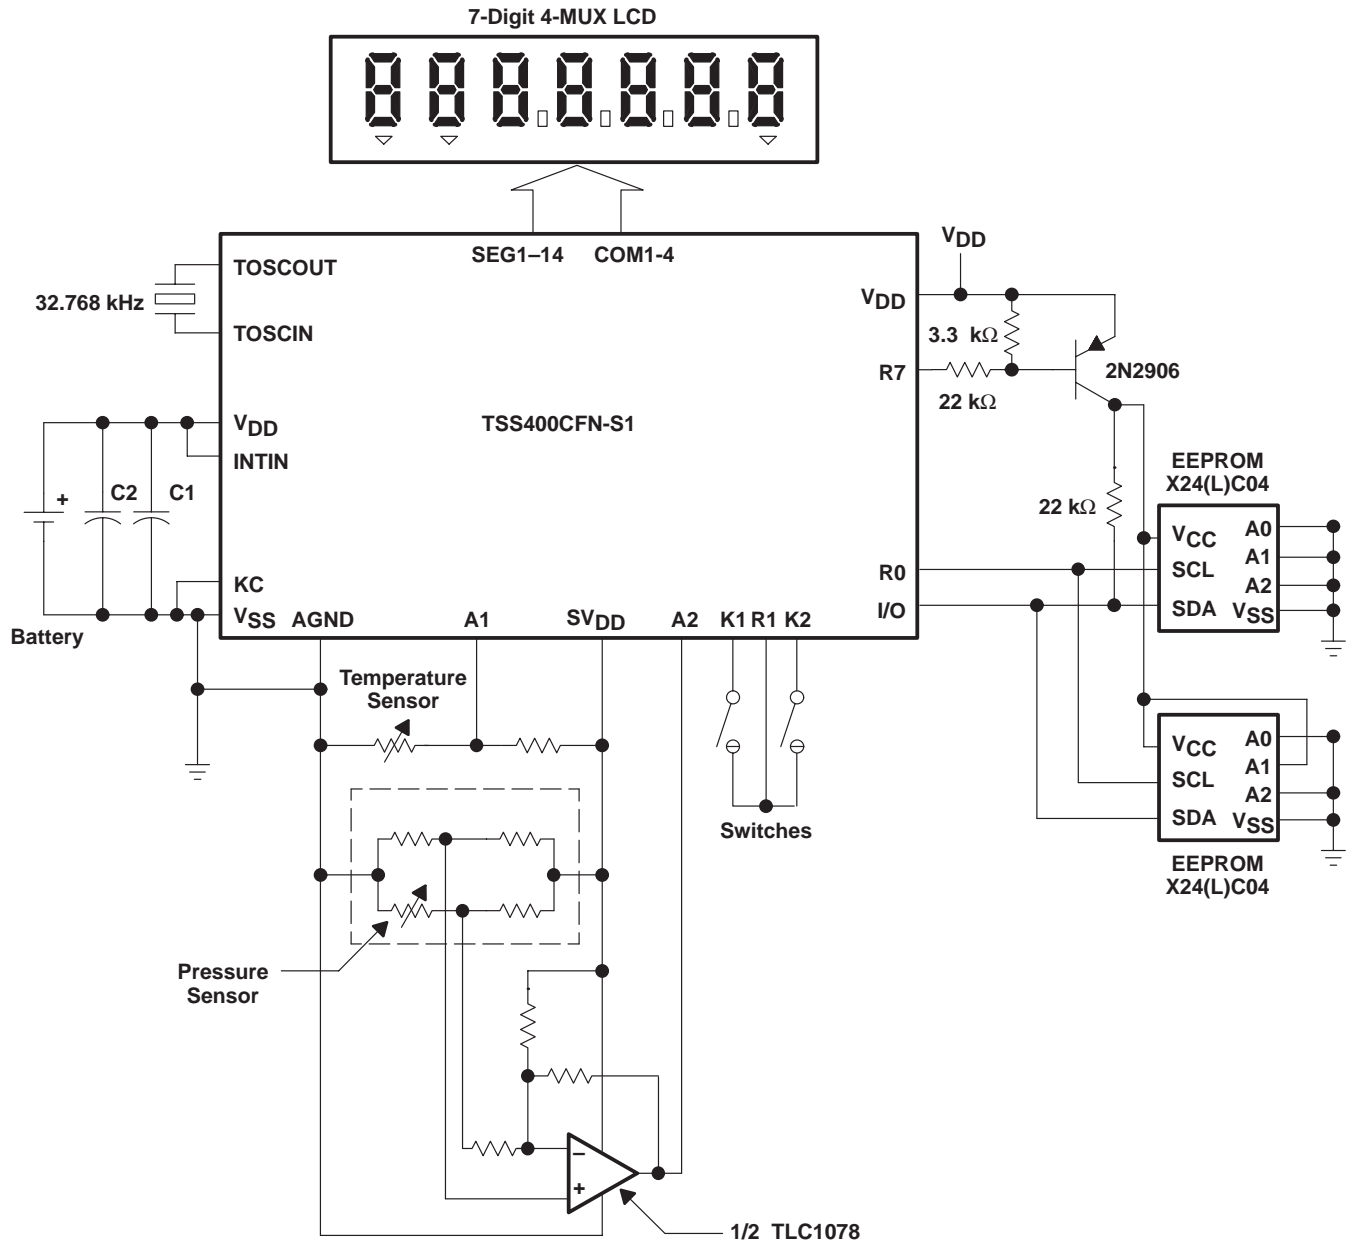 7-Digit 4-MUX LCD
SEG1–14 COM1-4
TOSCOUT
32.768 kHz
TOSCIN
VDD
VDD
3.3 kΩ
R7
2N2906
22 kΩ
TSS400CFN-S1
VDD
INTIN
C2 C1
+
EEPROM
X24(L)C04
22 kΩ
VCC A0
SCL A1
A2
SDA VSS
R0
I/O
KC
VSS AGND A1 SVDD A2 K1 R1 K2
Battery
Temperature
Sensor
VCC A0
A1
SCL
A2
SDA VSS
EEPROM
X24(L)C04
Switches
Pressure
Sensor
−
+
1/2 TLC1078